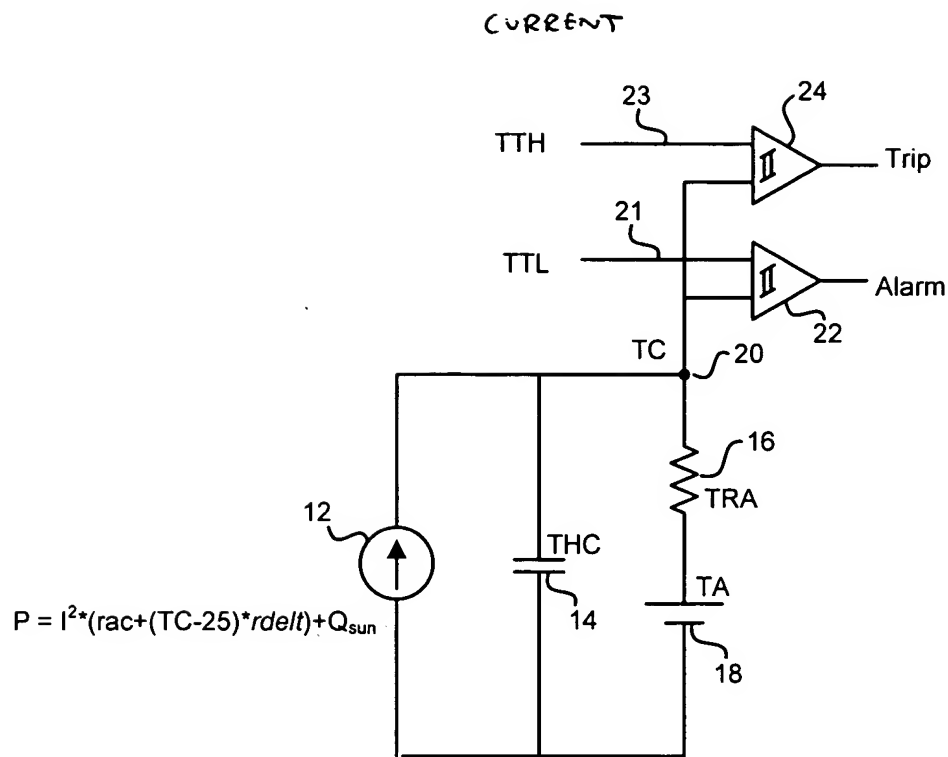 CURRENT
23
24
TTH
Trip
21
TTL
Alarm
22
TC
20
16
TRA
12
THC
TA
14
18
P = I²*(rac+(TC-25)*rdelt)+Q_sun